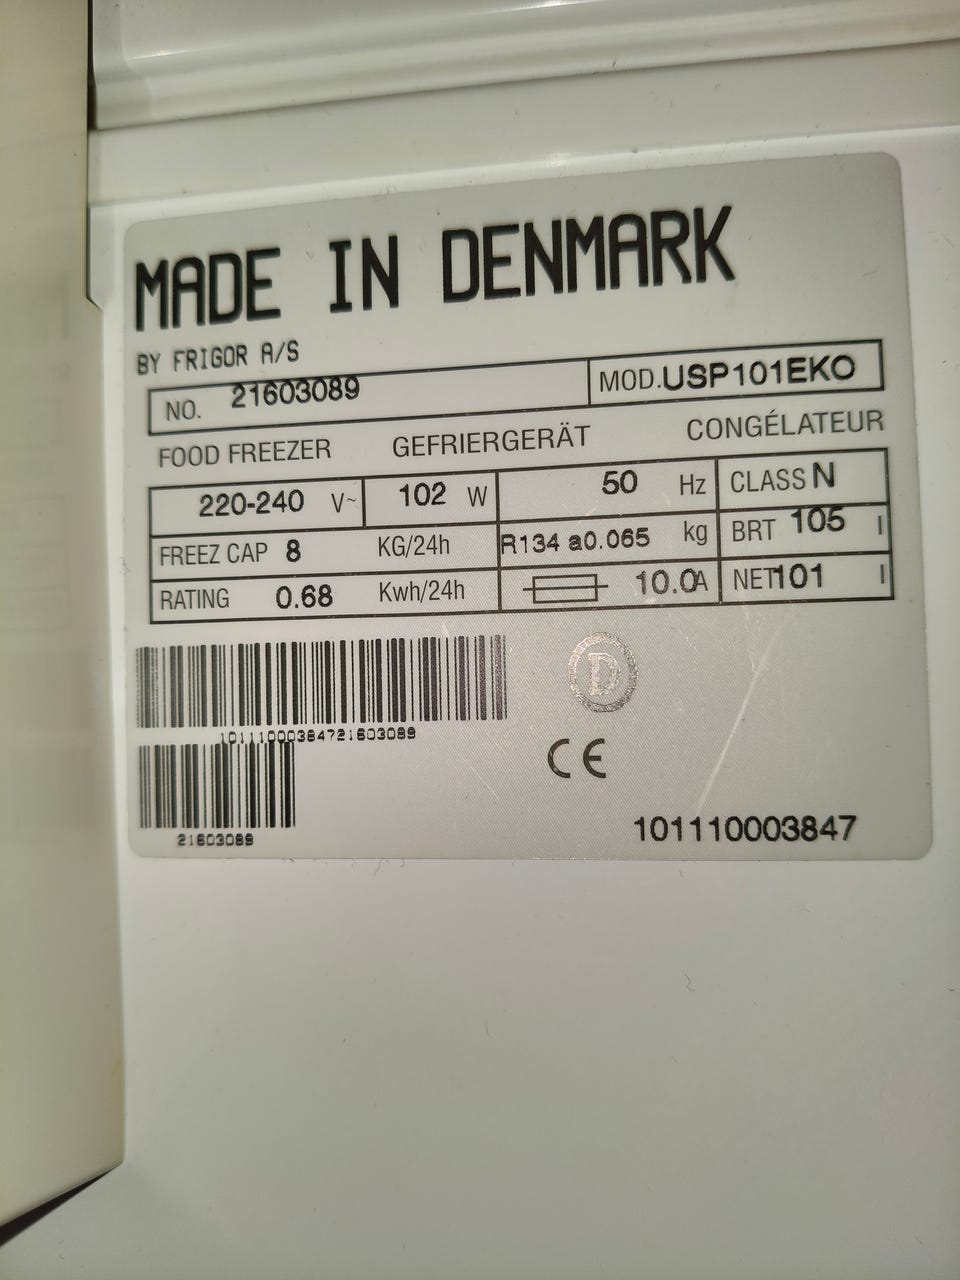 MADE IN DENMARK
BY FRIGOR A/S
NO. 21603089 MOD.USP101EKO
FOOD FREEZER GEFRIERGERÄT CONGÉLATEUR
220-240 V~ 102 W 50 Hz CLASS N
FREEZ CAP 8 KG/24h R134 a0.065 kg BRT 105 l
RATING 0.68 Kwh/24h 10.0A NET101 l
10111000384721603089
D
CE
21603089
101110003847